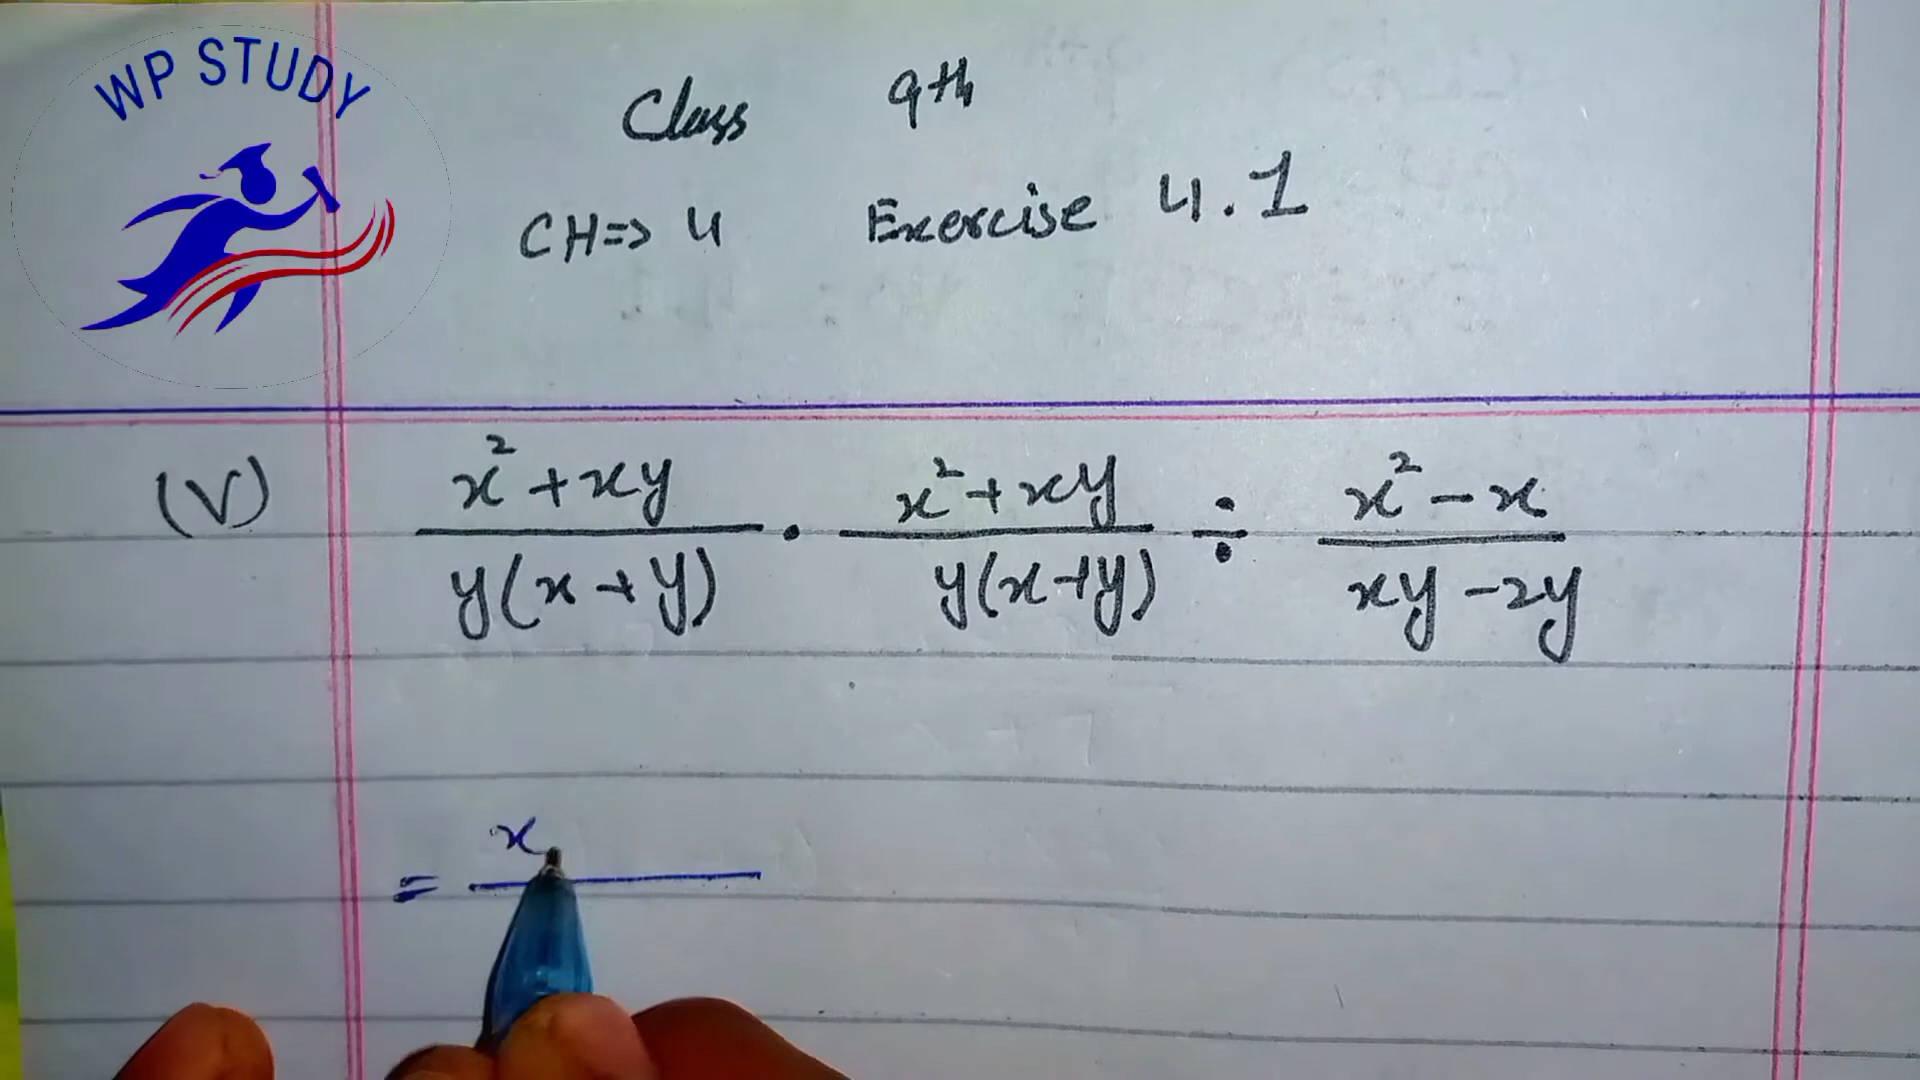 WP STUDY
Class 9th
CH=> 4 Exercise 4.1
(V) x²+xy / y(x+y) · x²+xy / y(x+y) ÷ x²-x / xy-2y
= x